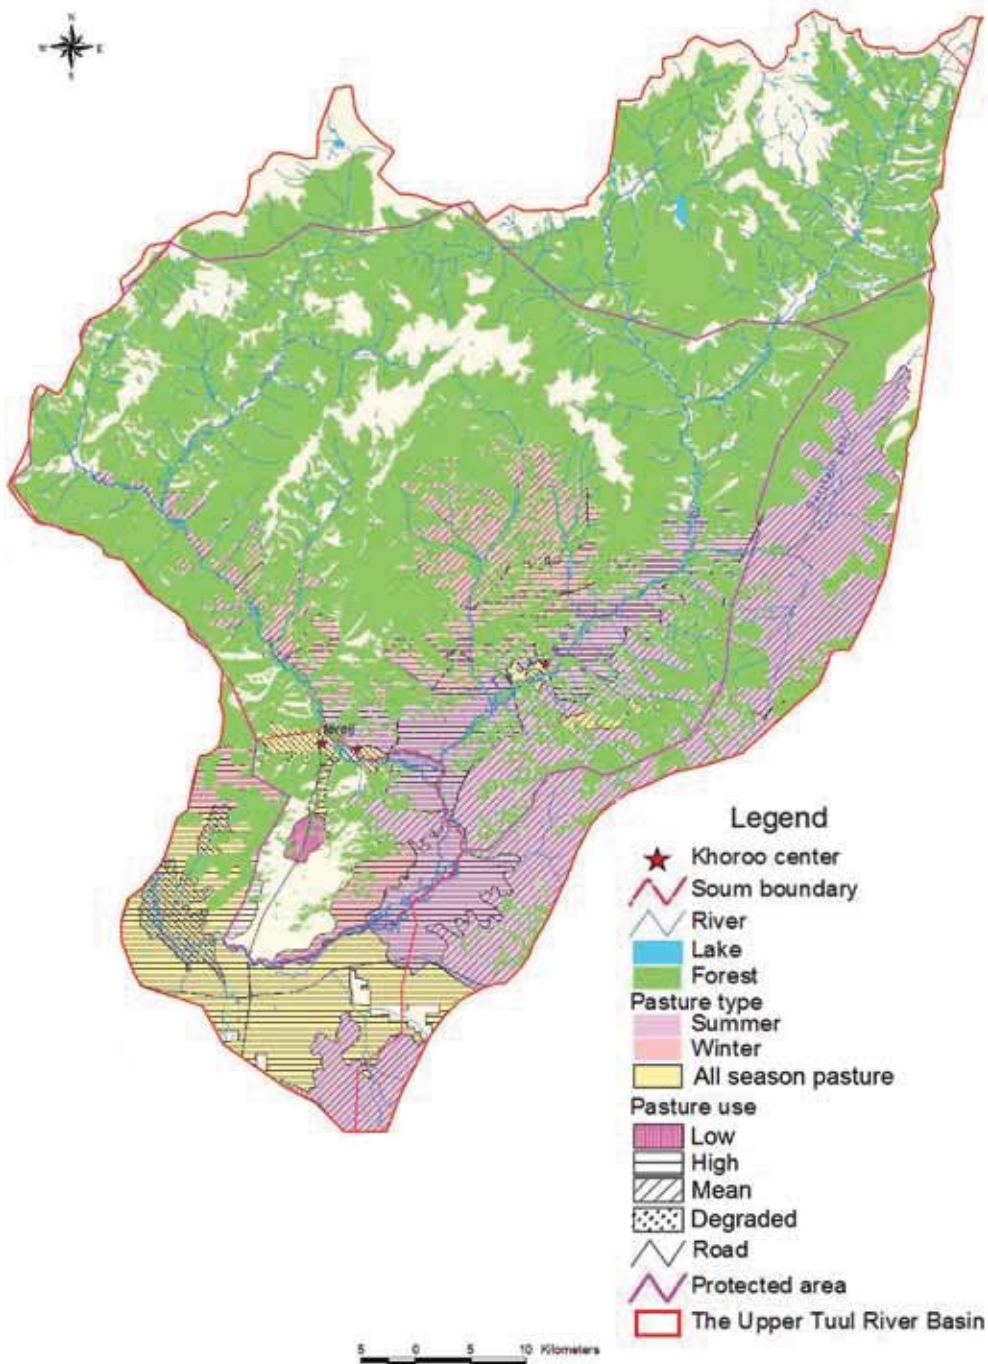 N
W E
S
Legend
Khoroo center
Soum boundary
River
Lake
Forest
Pasture type
Summer
Winter
All season pasture
Pasture use
Low
High
Mean
Degraded
Road
Protected area
The Upper Tuul River Basin
5 0 5 10 Kilometers